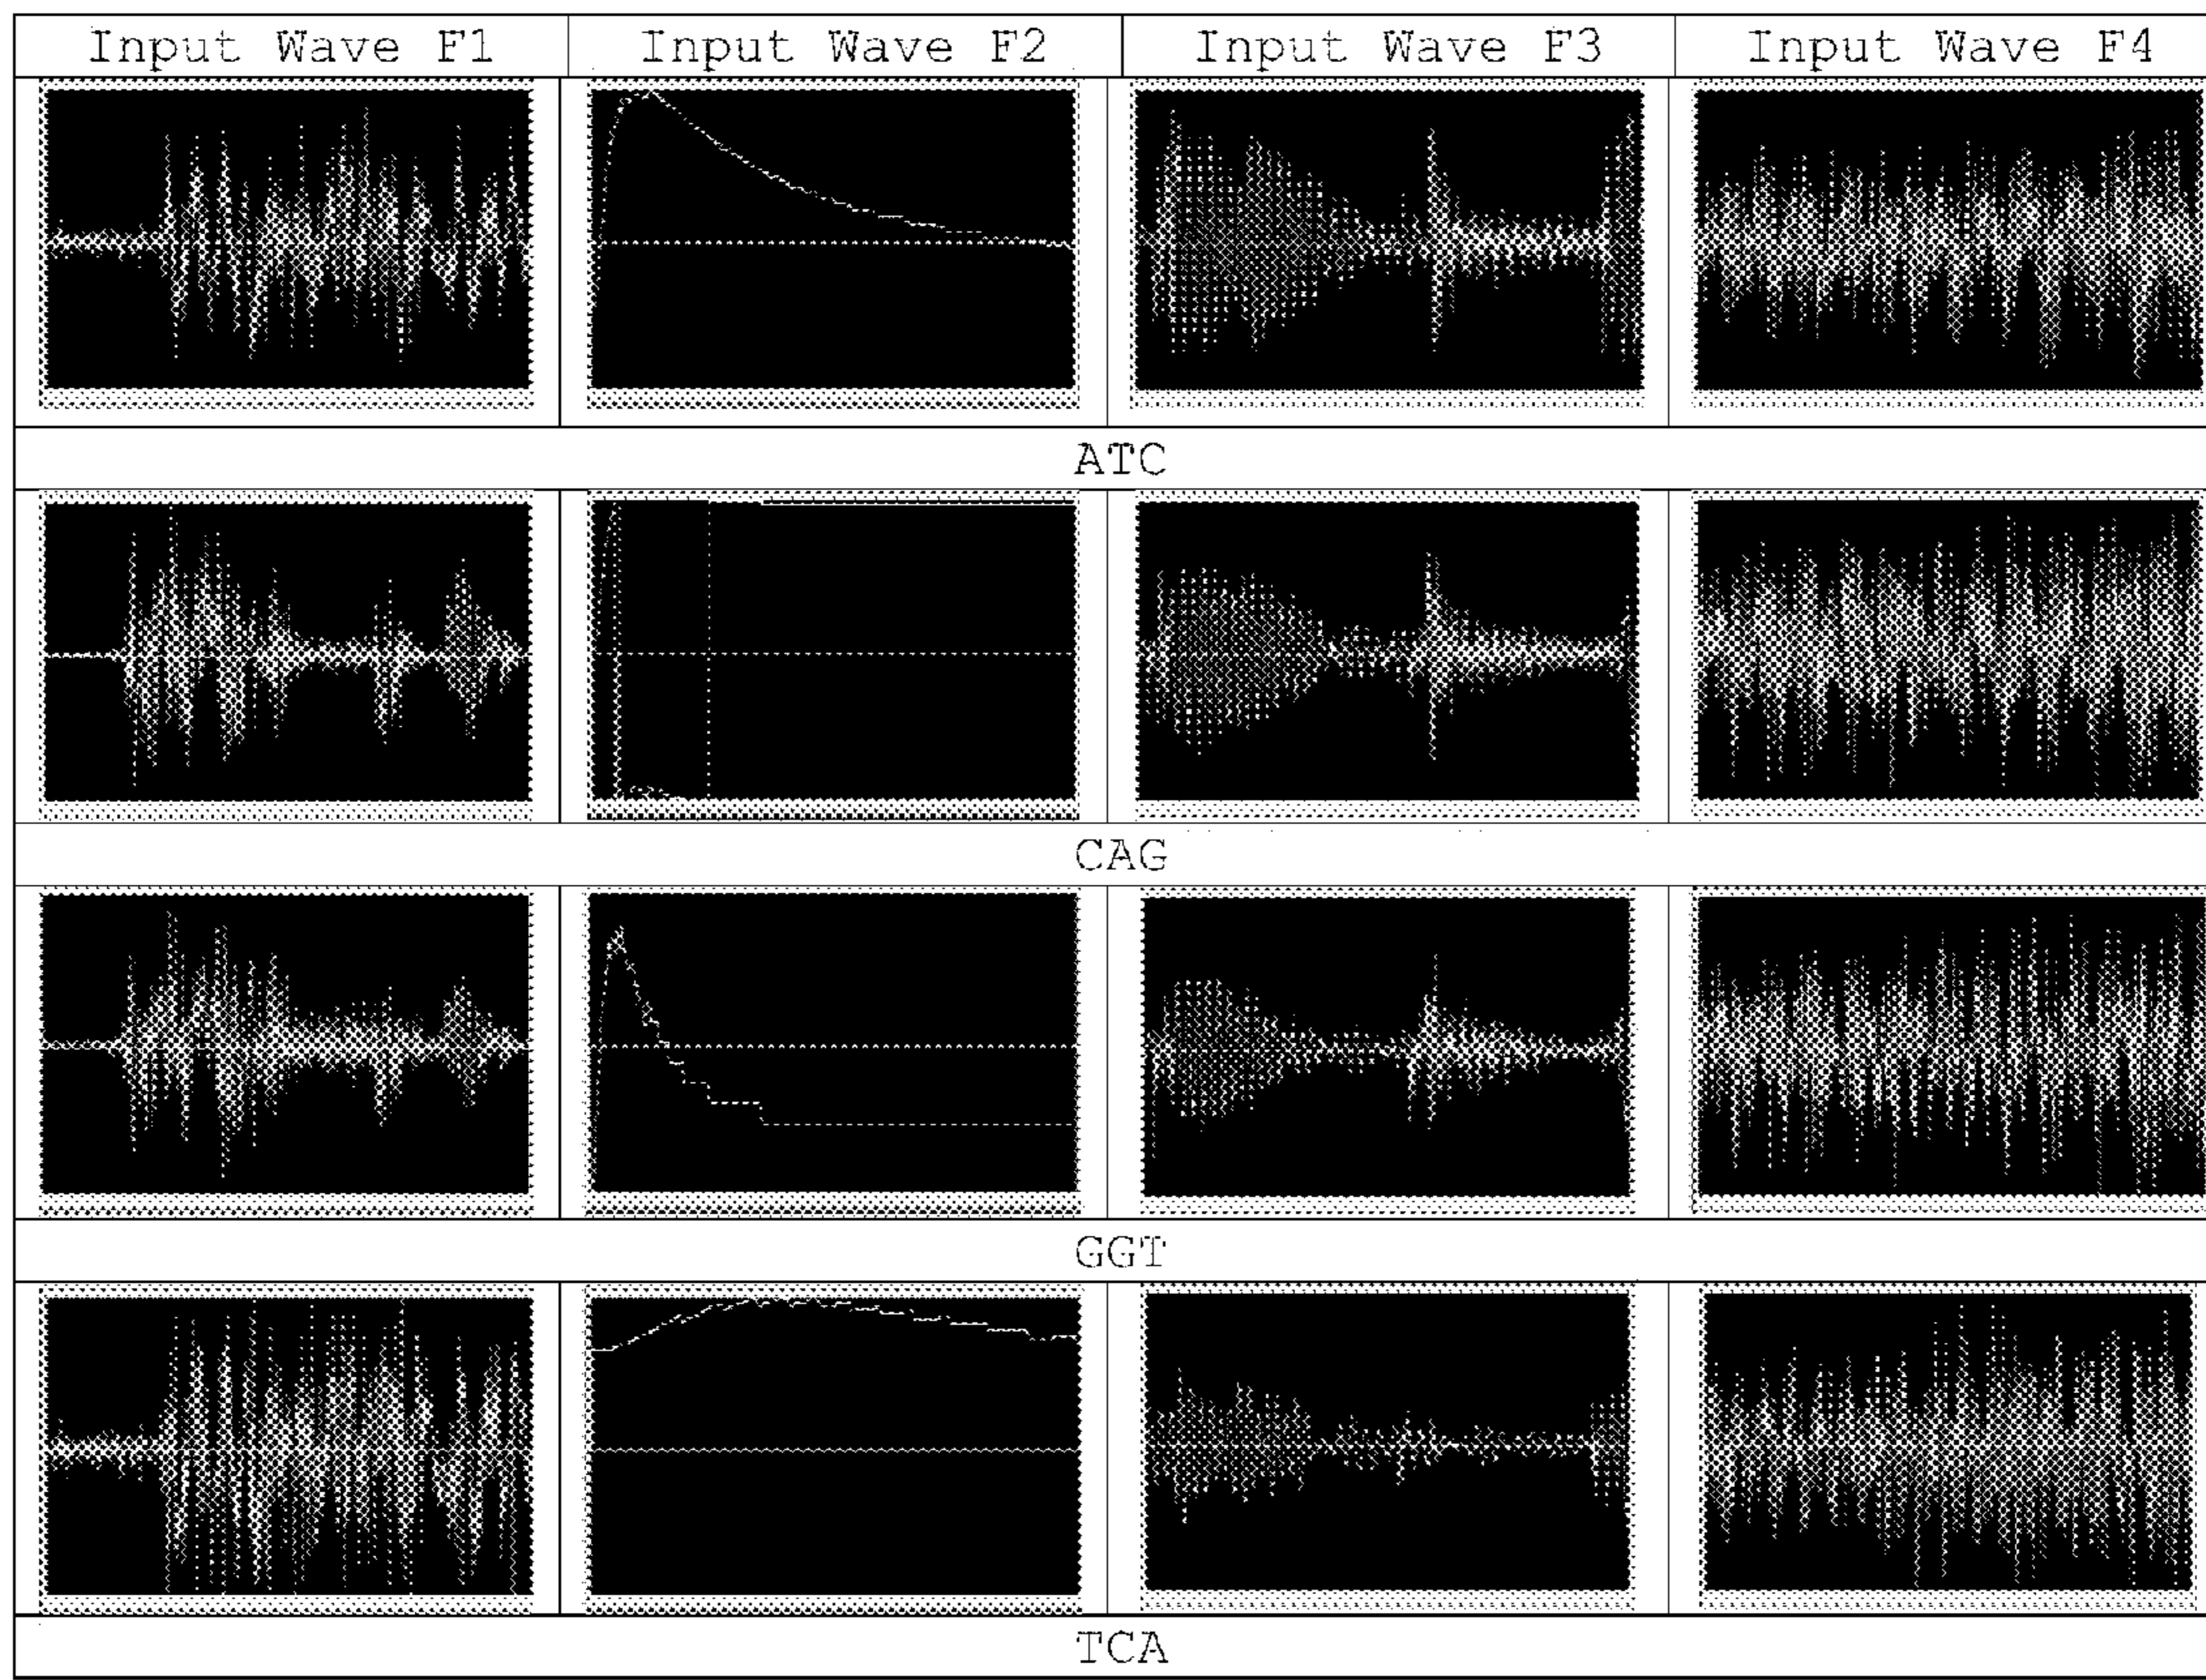 Input Wave F1
Input Wave F2
Input Wave F3
Input Wave F4
ATC
CAG
GGT
TCA